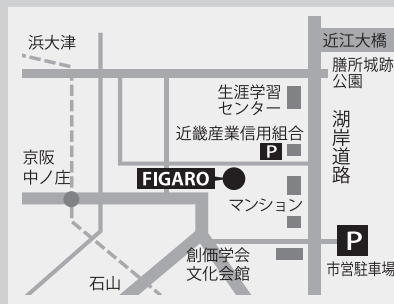 浜大津
近江大橋
膳所城跡
公園
生涯学習
センター
湖岸道路
近畿産業信用組合
P
京阪
中ノ庄
FIGARO
マンション
P
創価学会
文化会館
市営駐車場
石山